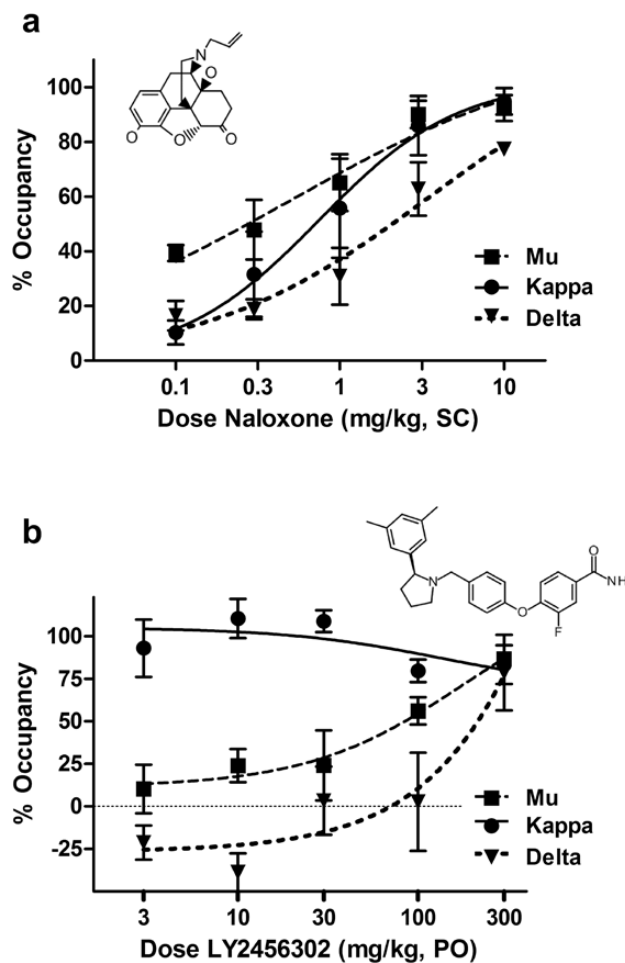 a
N
O
O
O
O
% Occupancy
100
80
60
40
20
0
Mu
Kappa
Delta
0.1 0.3 1 3 10
Dose Naloxone (mg/kg, SC)
b
N
O
O
NH
F
% Occupancy
100
75
50
25
0
-25
Mu
Kappa
Delta
3 10 30 100 300
Dose LY2456302 (mg/kg, PO)